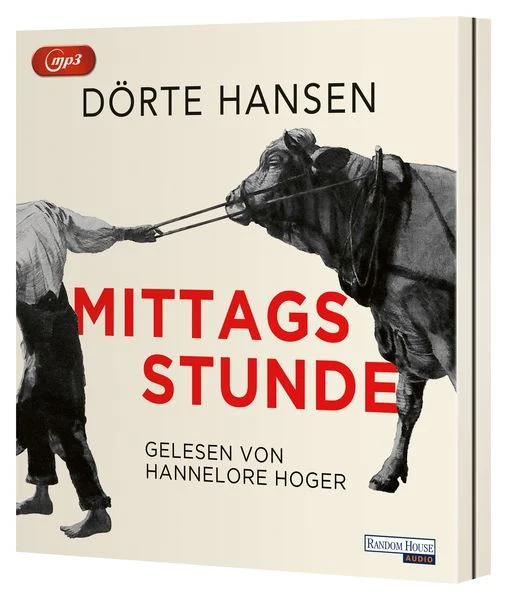 mp3
DÖRTE HANSEN
MITTAGS
STUNDE
GELESEN VON
HANNELORE HOGER
RANDOM HOUSE
AUDIO